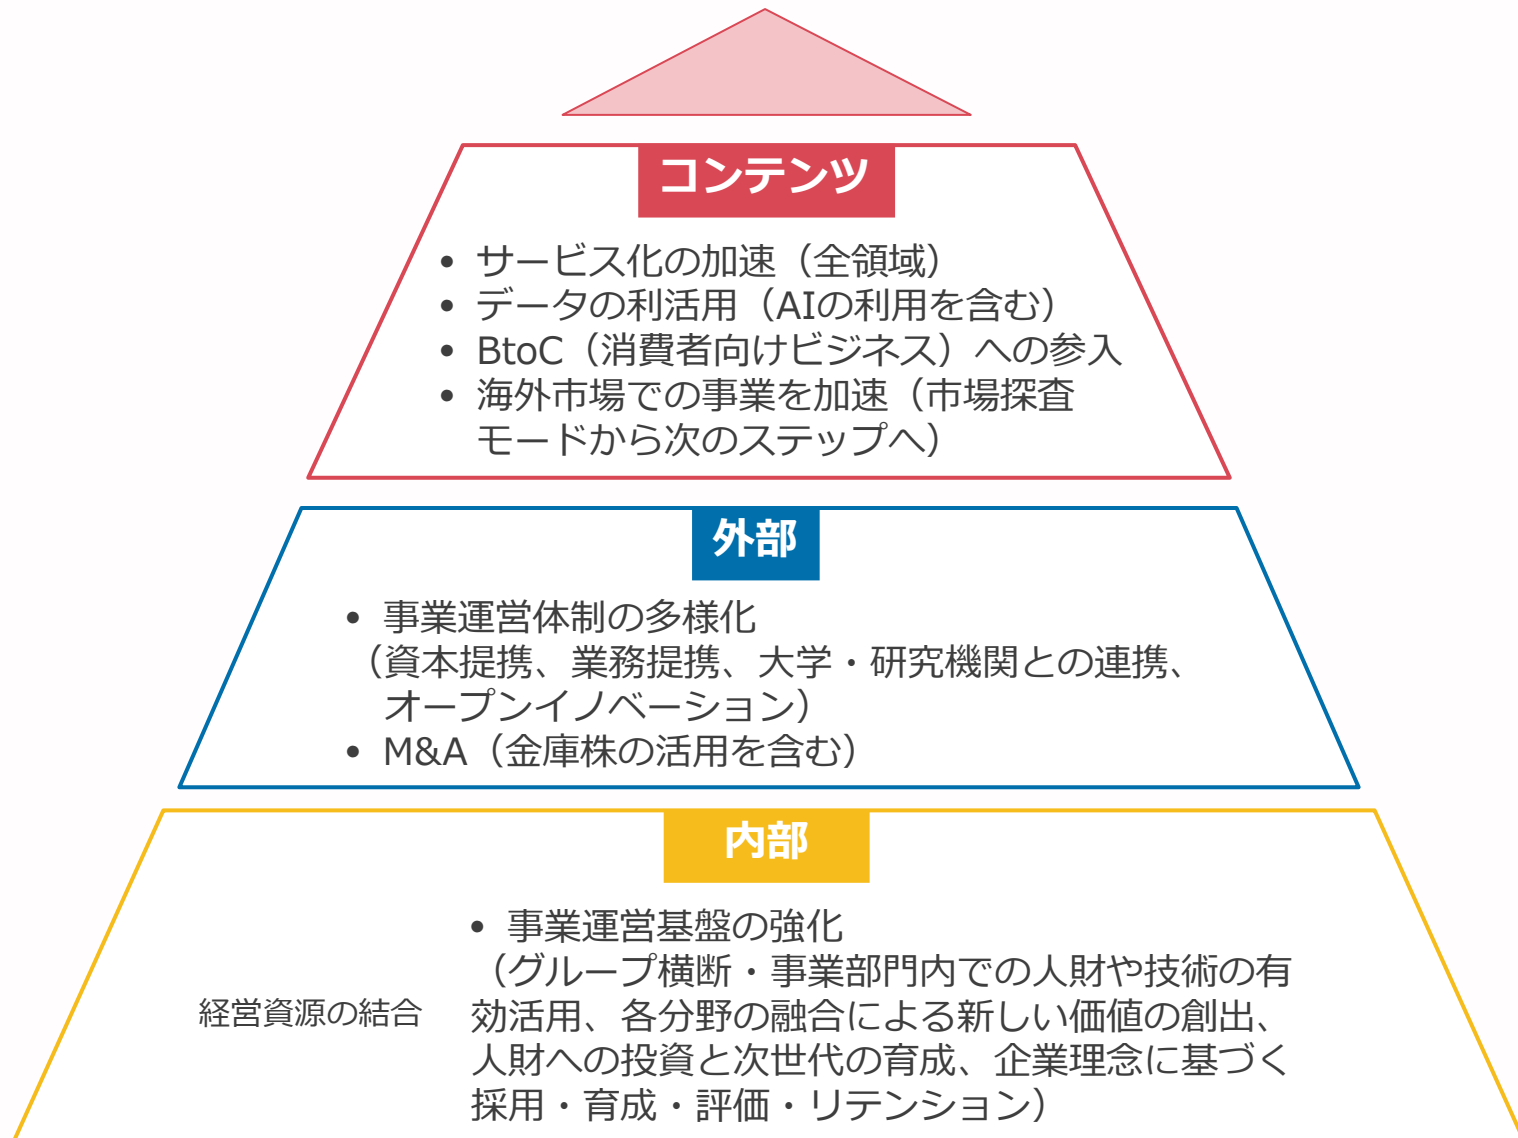 コンテンツ
• サービス化の加速（全領域）
• データの利活用（AIの利用を含む）
• BtoC（消費者向けビジネス）への参入
• 海外市場での事業を加速（市場探査
モードから次のステップへ）
外部
• 事業運営体制の多様化
（資本提携、業務提携、大学・研究機関との連携、
オープンイノベーション）
• M&A（金庫株の活用を含む）
内部
経営資源の結合
• 事業運営基盤の強化
（グループ横断・事業部門内での人財や技術の有
効活用、各分野の融合による新しい価値の創出、
人財への投資と次世代の育成、企業理念に基づく
採用・育成・評価・リテンション）